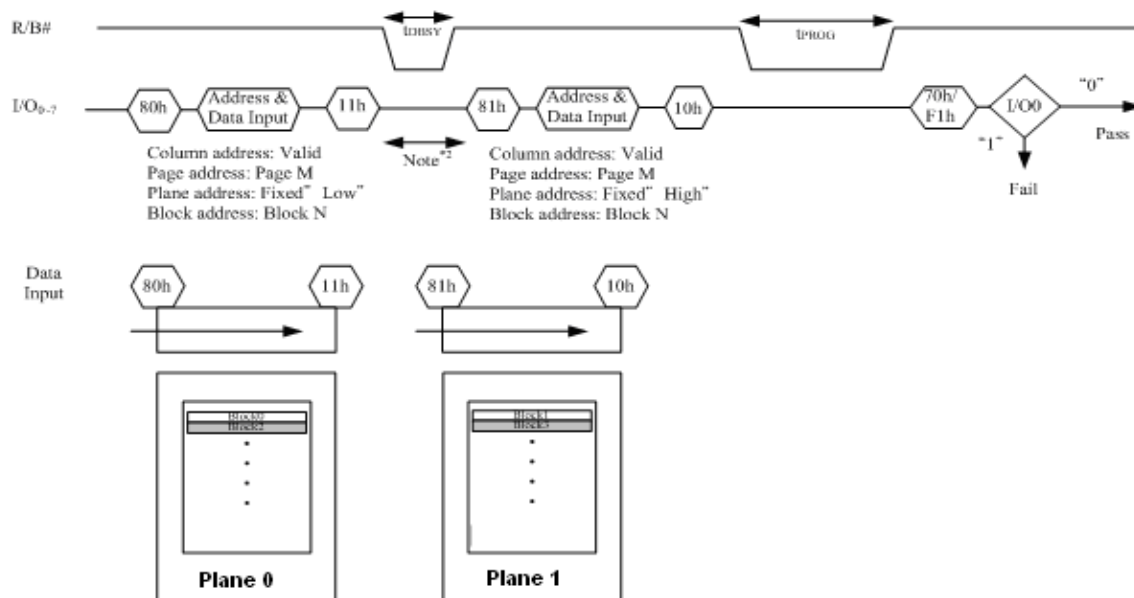 R/B#
tDBSY
tPROG
I/O0~7
80h
Address &
Data Input
11h
81h
Address &
Data Input
10h
70h/
F1h
I/O0
“0”
Pass
“1”
Fail
Note*2
Column address: Valid
Page address: Page M
Plane address: Fixed” Low”
Block address: Block N
Column address: Valid
Page address: Page M
Plane address: Fixed” High”
Block address: Block N
Data
Input
80h
11h
81h
10h
Block0
Block2
Block1
Block3
Plane 0
Plane 1